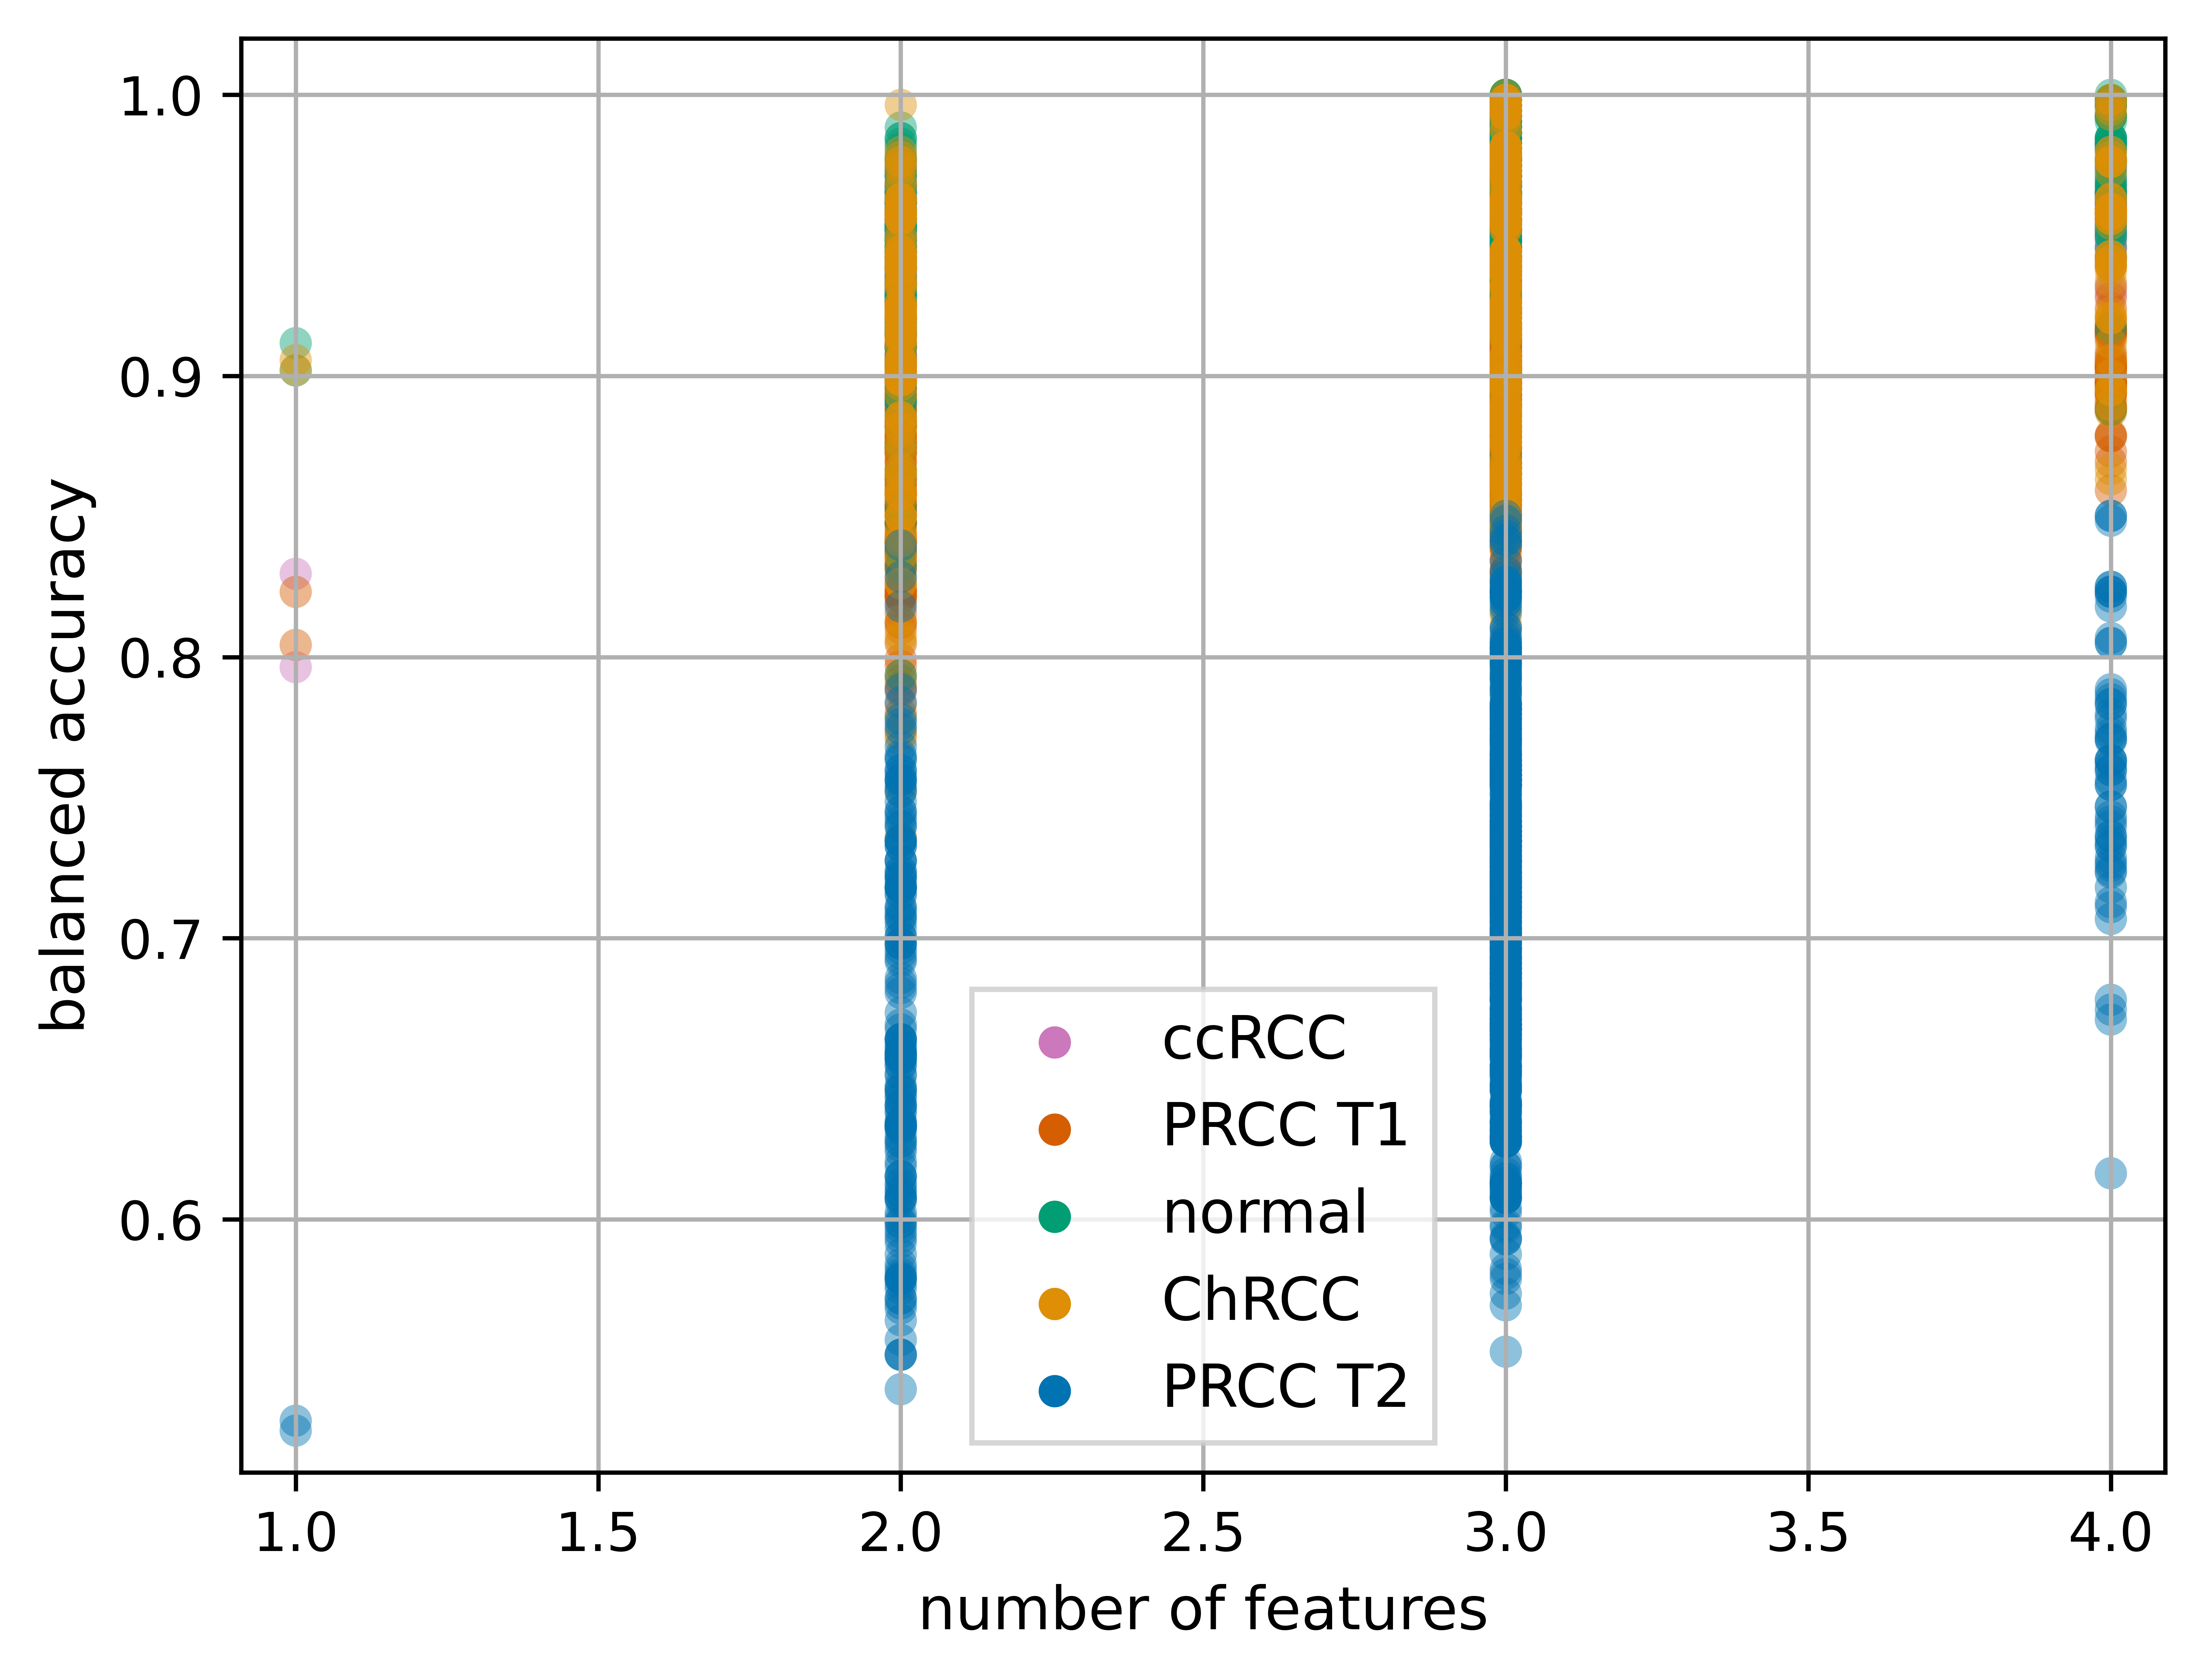 1.0
0.9
0.8
0.7
0.6
balanced accuracy
ccRCC
PRCC T1
normal
ChRCC
PRCC T2
1.0 1.5 2.0 2.5 3.0 3.5 4.0
number of features